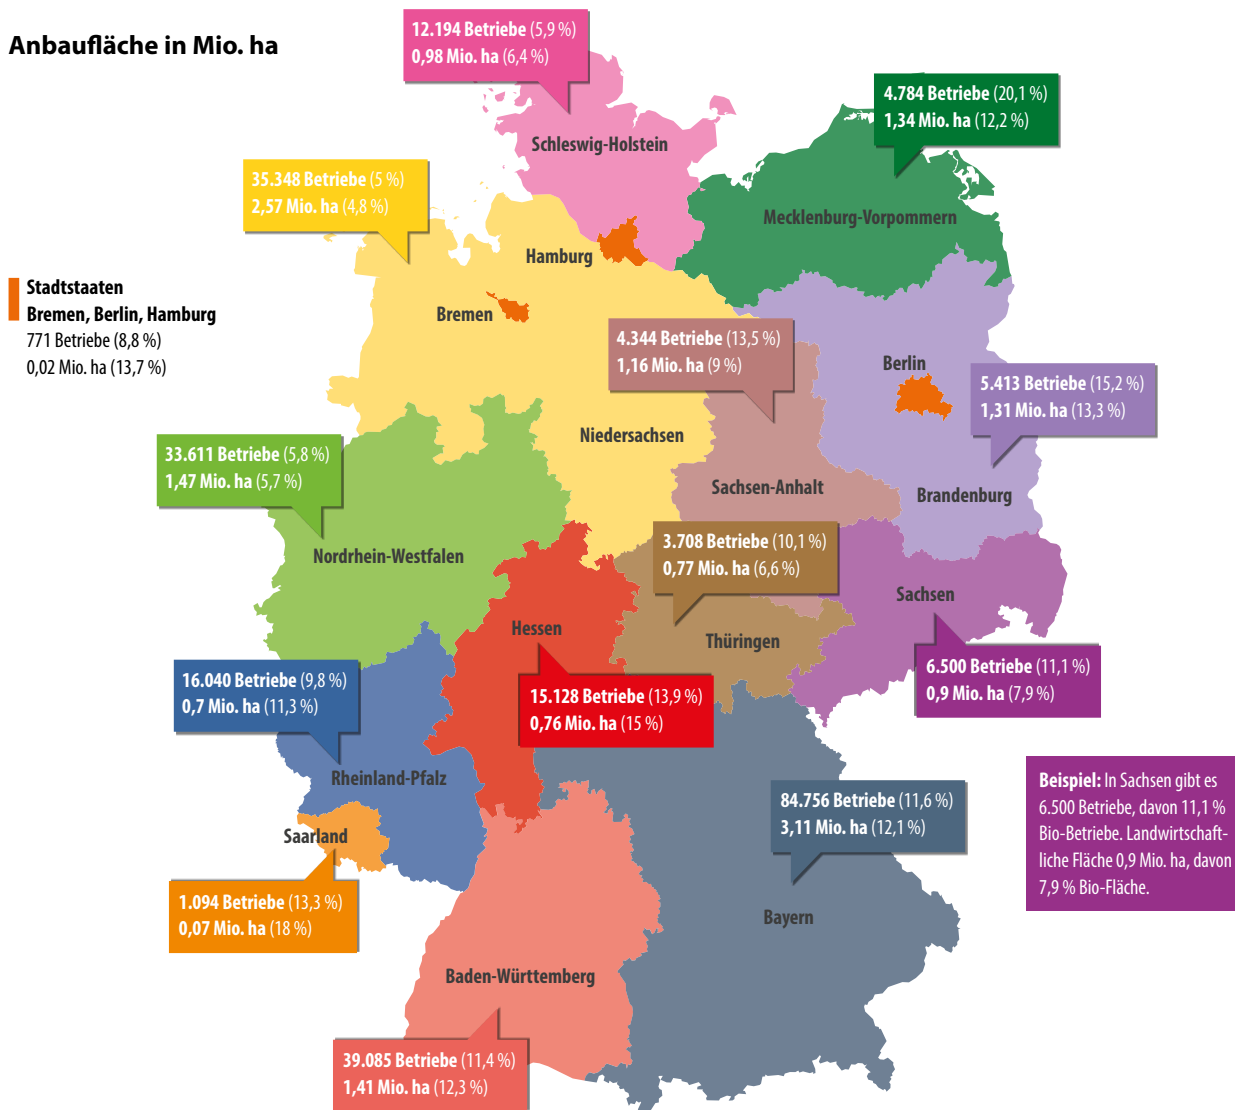 Anbaufläche in Mio. ha
12.194 Betriebe (5,9 %)
0,98 Mio. ha (6,4 %)
Schleswig-Holstein
4.784 Betriebe (20,1 %)
1,34 Mio. ha (12,2 %)
Mecklenburg-Vorpommern
35.348 Betriebe (5 %)
2,57 Mio. ha (4,8 %)
Hamburg
Bremen
Stadtstaaten
Bremen, Berlin, Hamburg
771 Betriebe (8,8 %)
0,02 Mio. ha (13,7 %)
4.344 Betriebe (13,5 %)
1,16 Mio. ha (9 %)
Berlin
5.413 Betriebe (15,2 %)
1,31 Mio. ha (13,3 %)
Niedersachsen
33.611 Betriebe (5,8 %)
1,47 Mio. ha (5,7 %)
Sachsen-Anhalt
Brandenburg
Nordrhein-Westfalen
3.708 Betriebe (10,1 %)
0,77 Mio. ha (6,6 %)
Sachsen
Hessen
Thüringen
6.500 Betriebe (11,1 %)
0,9 Mio. ha (7,9 %)
16.040 Betriebe (9,8 %)
0,7 Mio. ha (11,3 %)
15.128 Betriebe (13,9 %)
0,76 Mio. ha (15 %)
Rheinland-Pfalz
84.756 Betriebe (11,6 %)
3,11 Mio. ha (12,1 %)
Beispiel: In Sachsen gibt es
6.500 Betriebe, davon 11,1 %
Bio-Betriebe. Landwirtschaft-
liche Fläche 0,9 Mio. ha, davon
7,9 % Bio-Fläche.
Saarland
1.094 Betriebe (13,3 %)
0,07 Mio. ha (18 %)
Bayern
Baden-Württemberg
39.085 Betriebe (11,4 %)
1,41 Mio. ha (12,3 %)